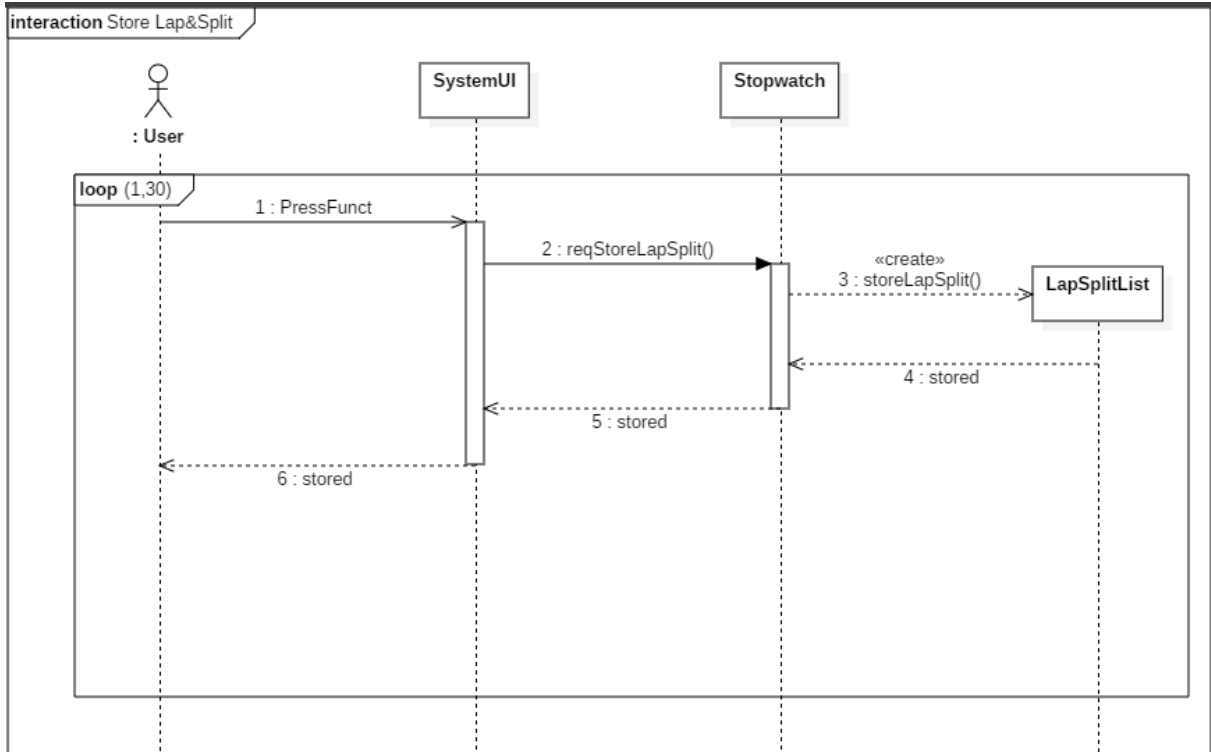 interaction Store Lap&Split
: User
SystemUI
Stopwatch
loop (1,30)
1 : PressFunct
2 : reqStoreLapSplit()
«create»
3 : storeLapSplit()
LapSplitList
4 : stored
5 : stored
6 : stored